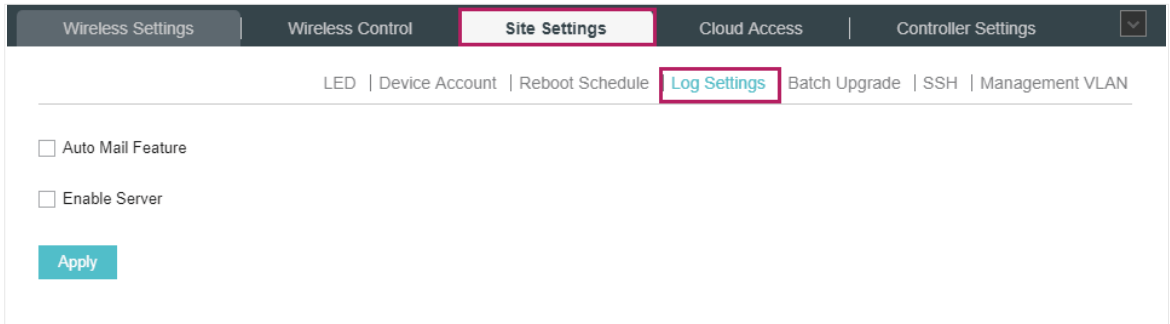 Wireless Settings | Wireless Control Site Settings Cloud Access | Controller Settings
LED | Device Account | Reboot Schedule | Log Settings Batch Upgrade | SSH | Management VLAN
Auto Mail Feature
Enable Server
Apply